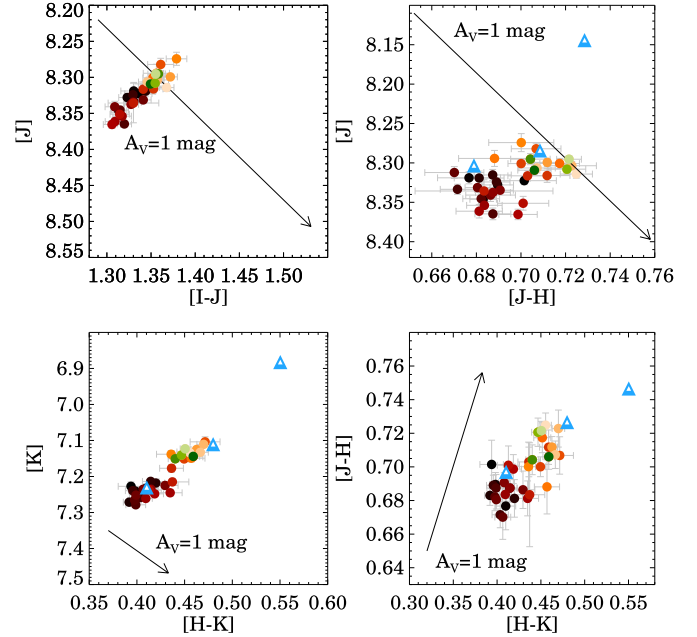 8.20
8.25
8.30
8.35
8.40
8.45
8.50
8.55
[J]
A_V=1 mag
1.30 1.35 1.40 1.45 1.50
[I-J]
8.15
8.20
8.25
8.30
8.35
8.40
[J]
A_V=1 mag
0.66 0.68 0.70 0.72 0.74 0.76
[J-H]
6.9
7.0
7.1
7.2
7.3
7.4
7.5
[K]
A_V=1 mag
0.35 0.40 0.45 0.50 0.55 0.60
[H-K]
0.76
0.74
0.72
0.70
0.68
0.66
0.64
[J-H]
A_V=1 mag
0.30 0.35 0.40 0.45 0.50 0.55
[H-K]